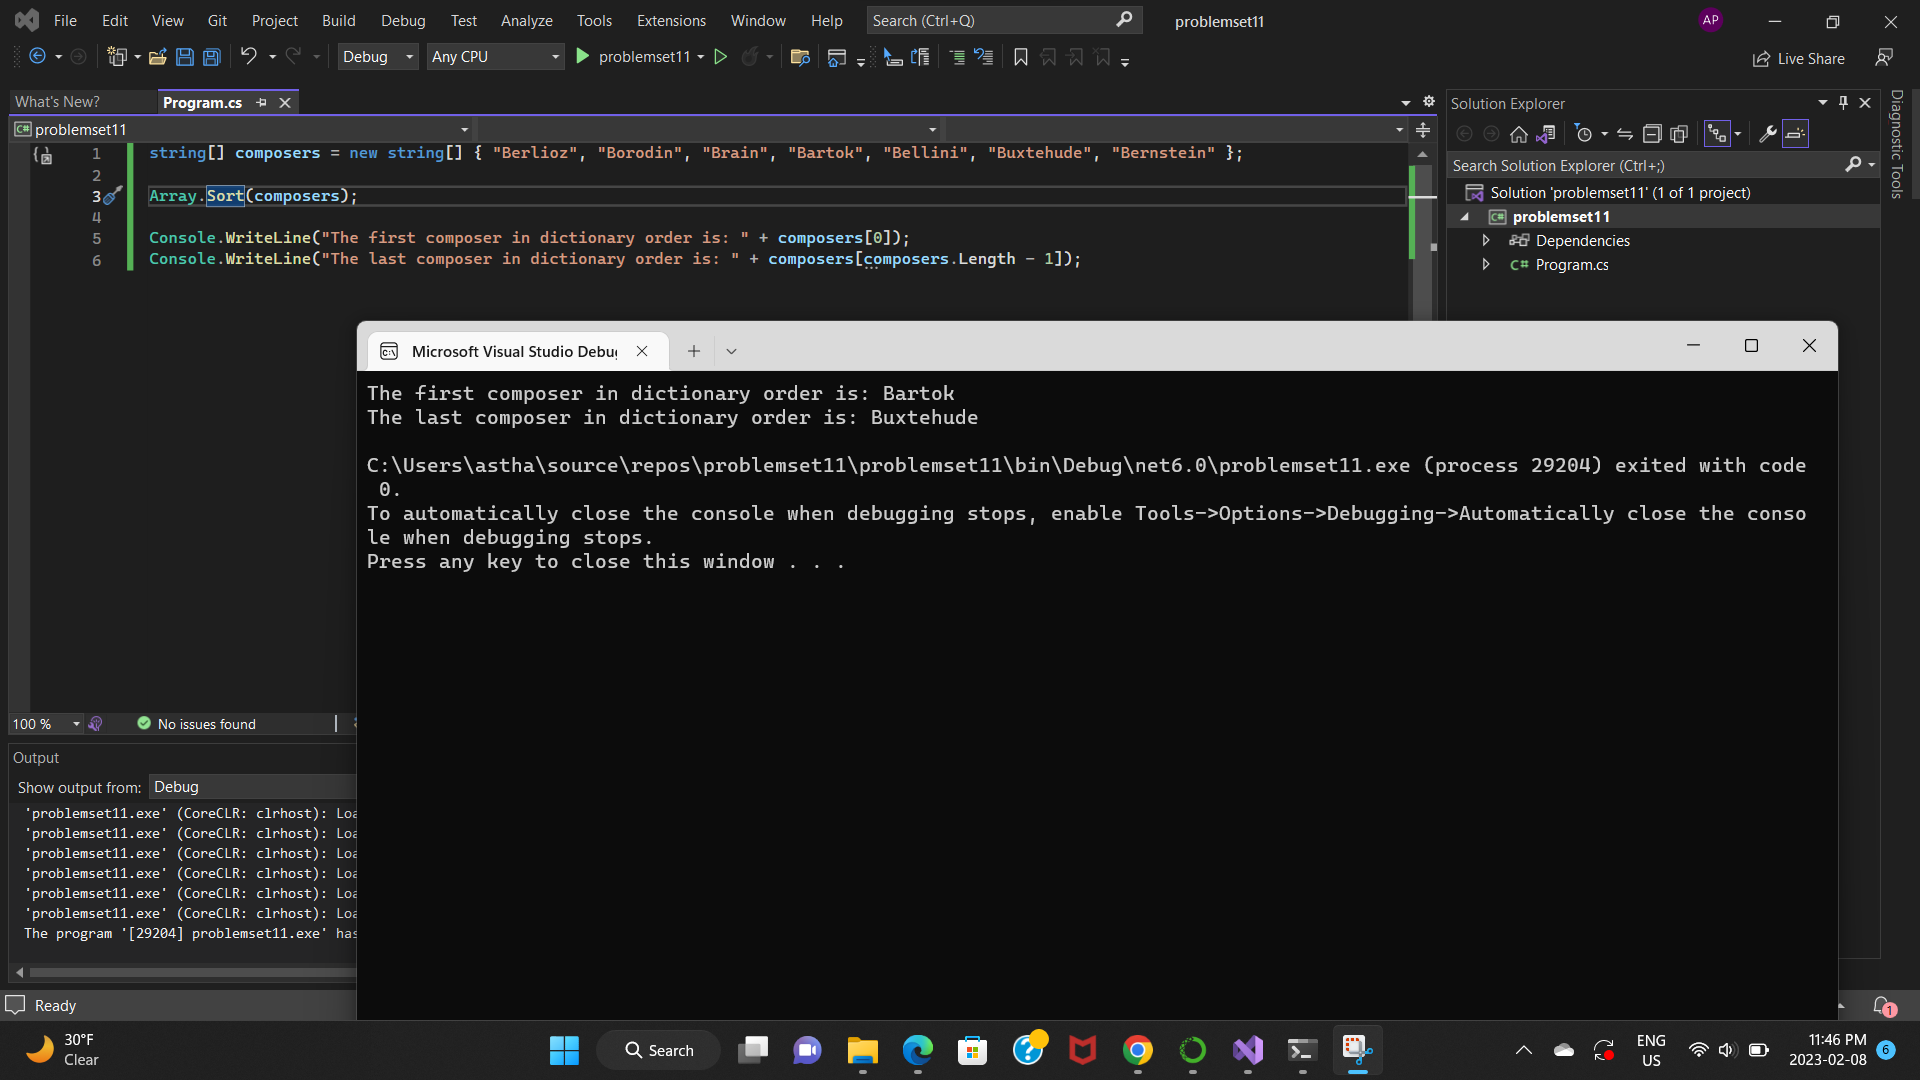 File Edit View Git Project Build Debug Test Analyze Tools Extensions Window Help Search (Ctrl+Q) problemset11 AP
Debug Any CPU problemset11 Live Share
What's New? Program.cs
problemset11
1 string[] composers = new string[] { "Berlioz", "Borodin", "Brain", "Bartok", "Bellini", "Buxtehude", "Bernstein" };
2
3 Array.Sort(composers);
4
5 Console.WriteLine("The first composer in dictionary order is: " + composers[0]);
6 Console.WriteLine("The last composer in dictionary order is: " + composers[composers.Length - 1]);
Solution Explorer
Search Solution Explorer (Ctrl+;)
Solution 'problemset11' (1 of 1 project)
C# problemset11
Dependencies
C# Program.cs
Diagnostic Tools
Microsoft Visual Studio Debug
The first composer in dictionary order is: Bartok
The last composer in dictionary order is: Buxtehude
C:\Users\astha\source\repos\problemset11\problemset11\bin\Debug\net6.0\problemset11.exe (process 29204) exited with code
0.
To automatically close the console when debugging stops, enable Tools->Options->Debugging->Automatically close the conso
le when debugging stops.
Press any key to close this window . . .
100 % No issues found
Output
Show output from: Debug
'problemset11.exe' (CoreCLR: clrhost): Loa
'problemset11.exe' (CoreCLR: clrhost): Loa
'problemset11.exe' (CoreCLR: clrhost): Loa
'problemset11.exe' (CoreCLR: clrhost): Loa
'problemset11.exe' (CoreCLR: clrhost): Loa
'problemset11.exe' (CoreCLR: clrhost): Loa
The program '[29204] problemset11.exe' has
Ready 1
30°F
Clear
Search
ENG
US
11:46 PM
2023-02-08
6